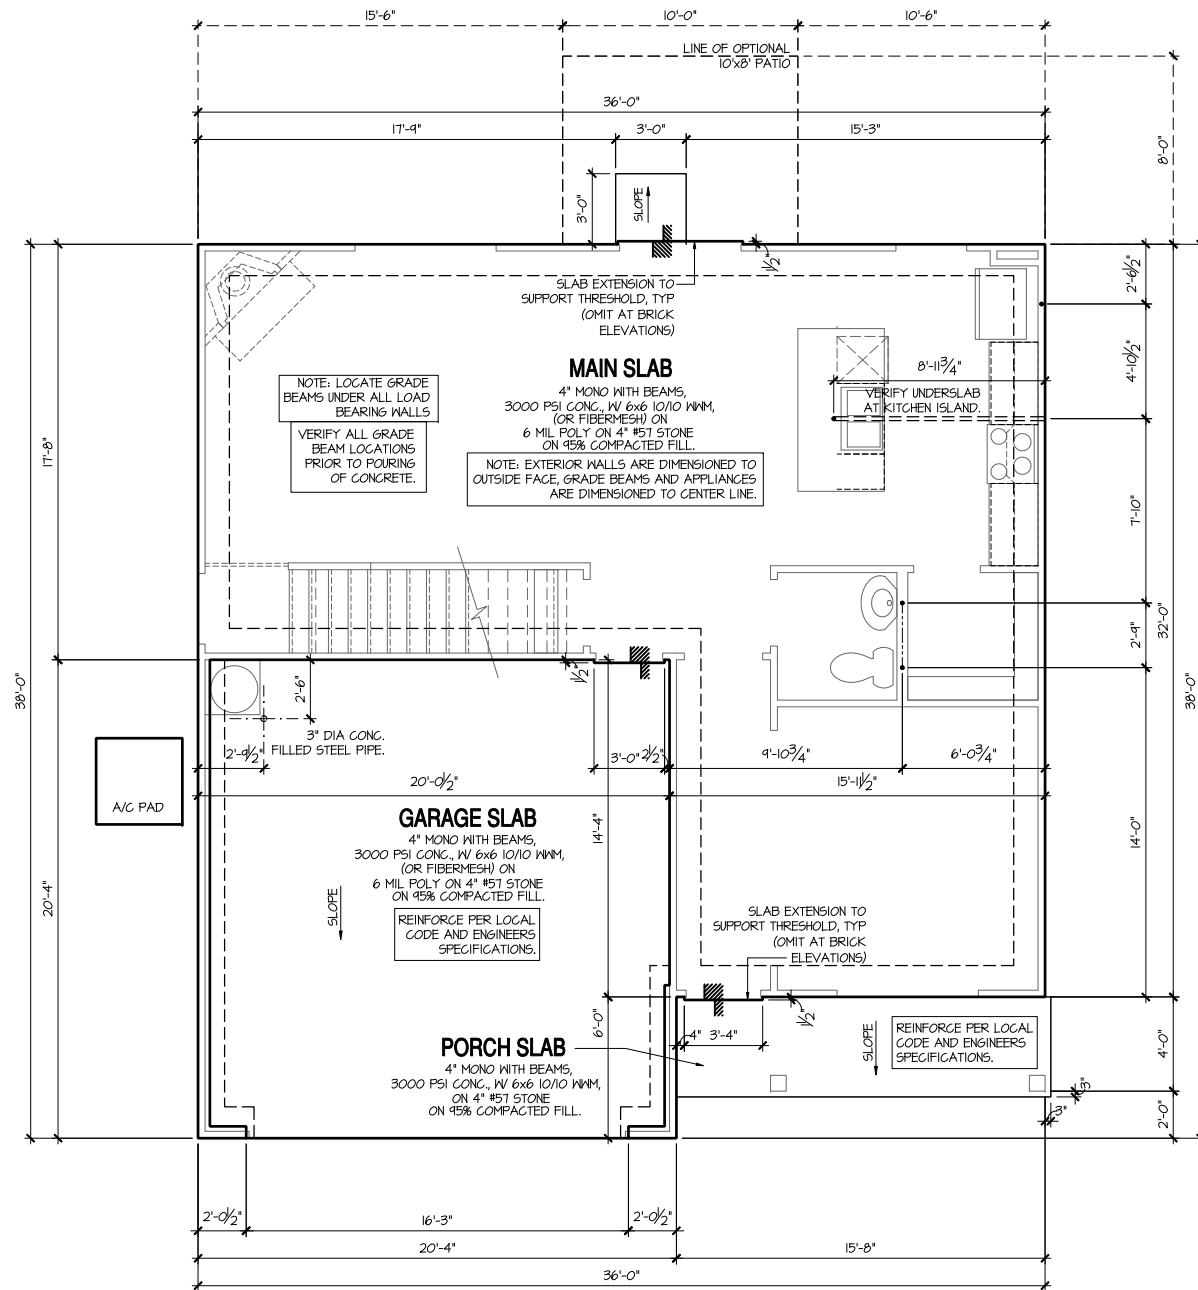 15'-6"
10'-0"
10'-6"
LINE OF OPTIONAL
10'x8' PATIO
36'-0"
17'-9"
3'-0"
15'-3"
8'-0"
3'-0"
SLOPE
1/2"
SLAB EXTENSION TO
SUPPORT THRESHOLD, TYP
(OMIT AT BRICK
ELEVATIONS)
2'-6 1/2"
MAIN SLAB
4" MONO WITH BEAMS,
3000 PSI CONC., W/ 6x6 10/10 WWM,
(OR FIBERMESH) ON
6 MIL POLY ON 4" #57 STONE
ON 95% COMPACTED FILL.
NOTE: LOCATE GRADE
BEAMS UNDER ALL LOAD
BEARING WALLS
VERIFY ALL GRADE
BEAM LOCATIONS
PRIOR TO POURING
OF CONCRETE.
NOTE: EXTERIOR WALLS ARE DIMENSIONED TO
OUTSIDE FACE, GRADE BEAMS AND APPLIANCES
ARE DIMENSIONED TO CENTER LINE.
8'-11 3/4"
VERIFY UNDERSLAB
AT KITCHEN ISLAND.
4'-10 1/2"
17'-8"
7'-10"
32'-0"
2'-9"
38'-0"
38'-0"
1/2"
2'-6"
3" DIA CONC.
FILLED STEEL PIPE.
2'-9 1/2"
3'-0"
2 1/2"
9'-10 3/4"
6'-0 3/4"
20'-0 1/2"
15'-11 1/2"
A/C PAD
GARAGE SLAB
4" MONO WITH BEAMS,
3000 PSI CONC., W/ 6x6 10/10 WWM,
(OR FIBERMESH) ON
6 MIL POLY ON 4" #57 STONE
ON 95% COMPACTED FILL.
14'-4"
14'-0"
20'-4"
SLOPE
REINFORCE PER LOCAL
CODE AND ENGINEERS
SPECIFICATIONS.
SLAB EXTENSION TO
SUPPORT THRESHOLD, TYP
(OMIT AT BRICK
ELEVATIONS)
6'-0"
1/2"
4"
3'-4"
SLOPE
REINFORCE PER LOCAL
CODE AND ENGINEERS
SPECIFICATIONS.
4'-0"
PORCH SLAB
4" MONO WITH BEAMS,
3000 PSI CONC., W/ 6x6 10/10 WWM,
ON 4" #57 STONE
ON 95% COMPACTED FILL.
3"
3"
2'-0"
2'-0 1/2"
16'-3"
2'-0 1/2"
20'-4"
15'-8"
36'-0"